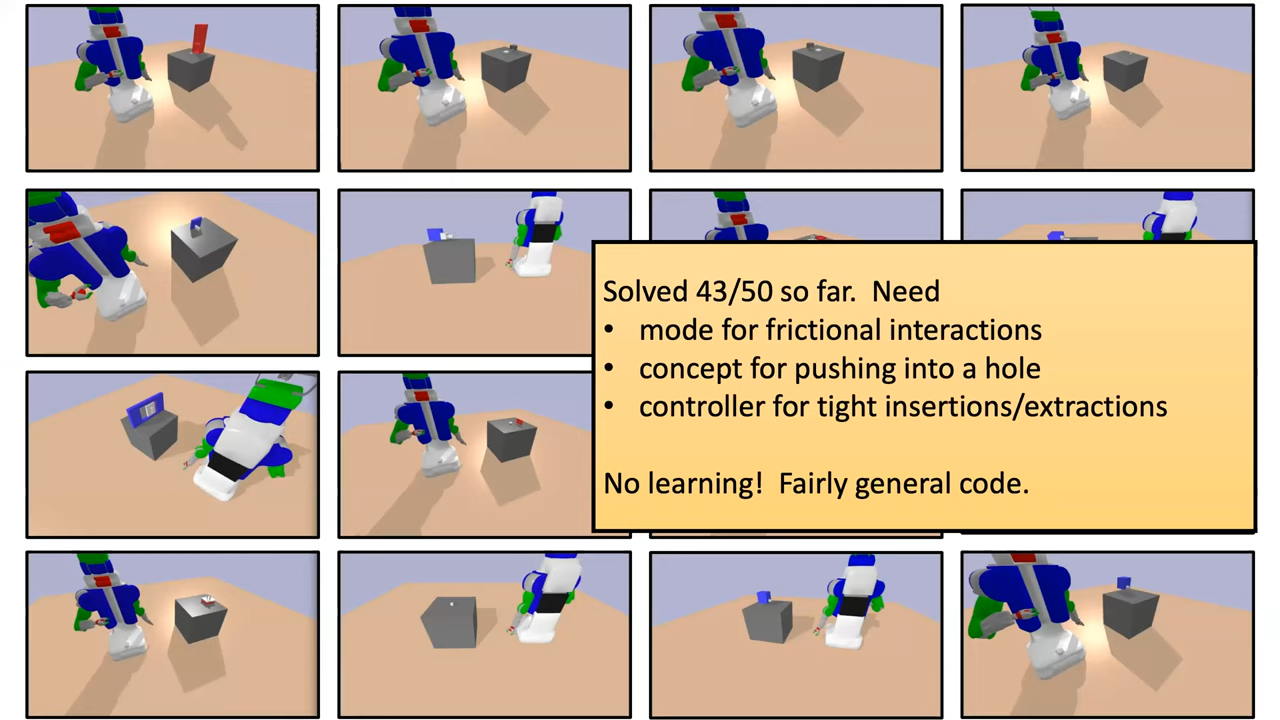 Solved 43/50 so far.  Need
• mode for frictional interactions
• concept for pushing into a hole
• controller for tight insertions/extractions
No learning!  Fairly general code.